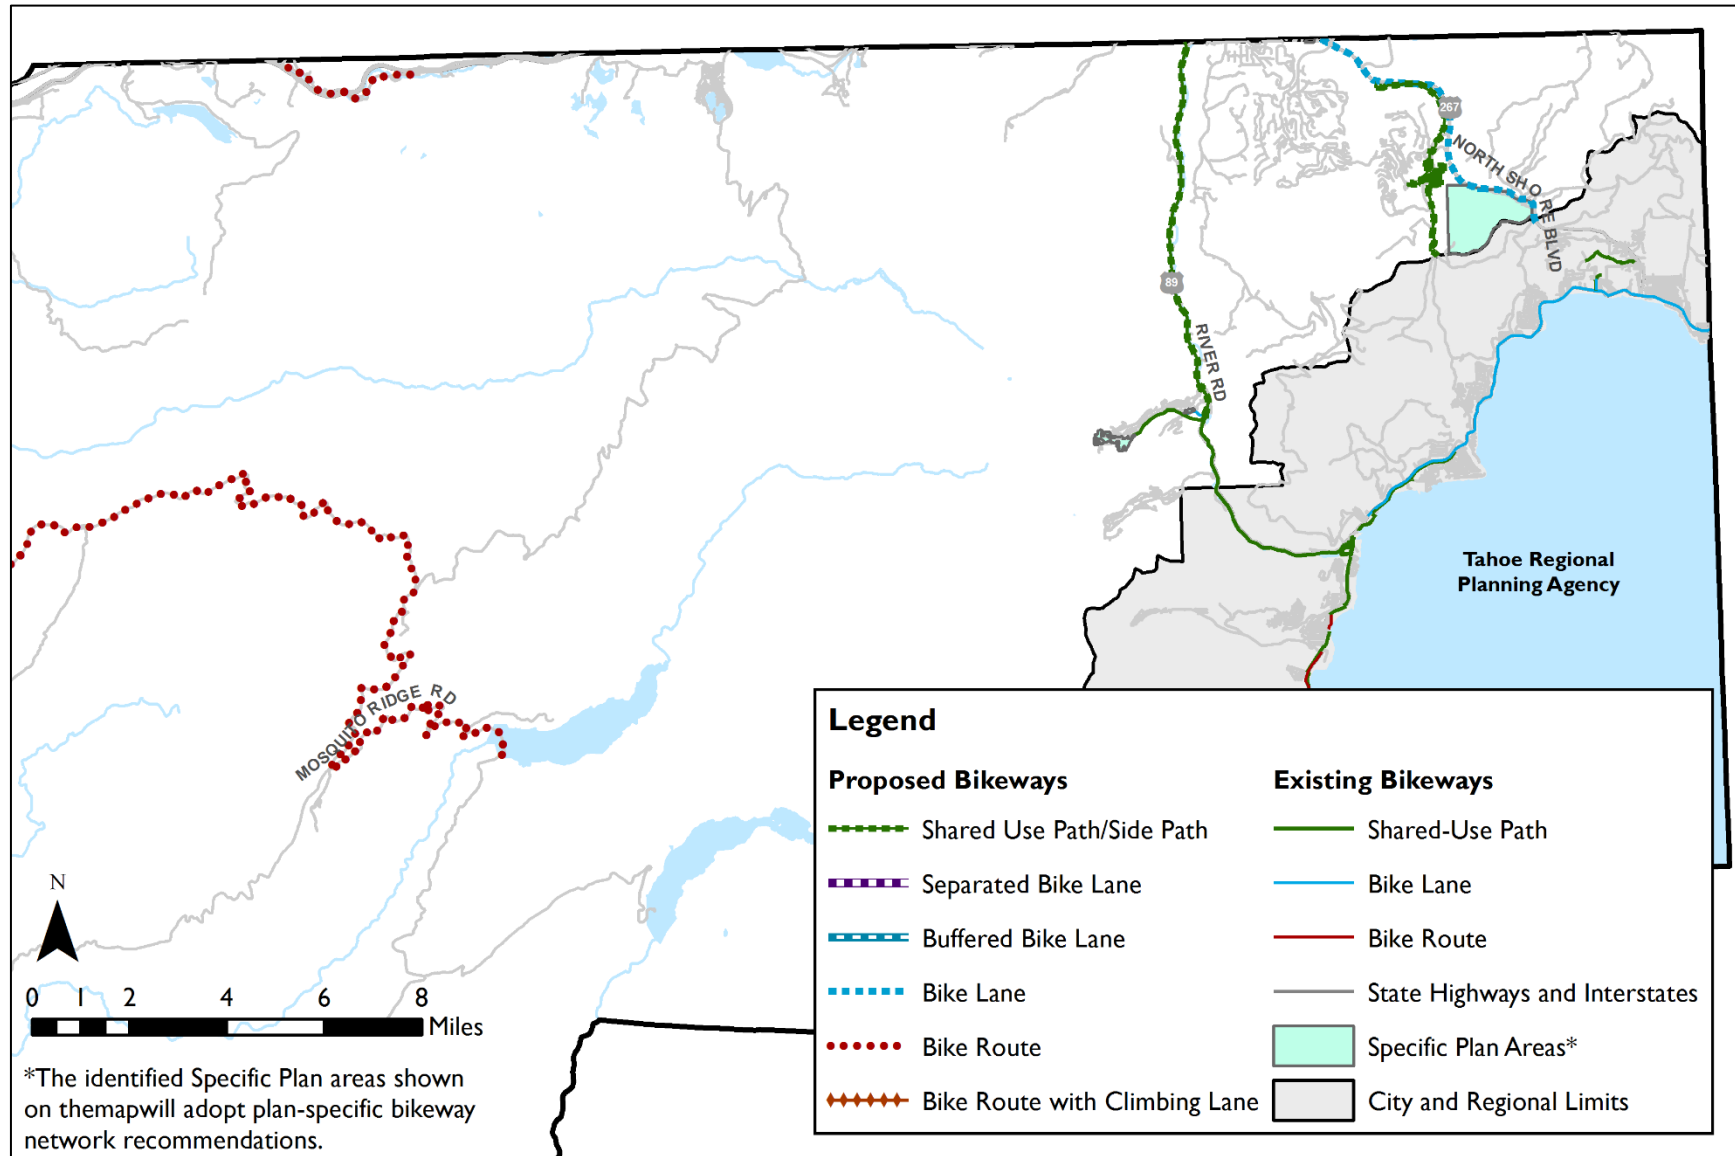 267
NORTH SHORE BLVD
89
RIVER RD
Tahoe Regional
Planning Agency
MOSQUITO RIDGE RD
Legend
Proposed Bikeways
Shared Use Path/Side Path
Separated Bike Lane
Buffered Bike Lane
Bike Lane
Bike Route
Bike Route with Climbing Lane
Existing Bikeways
Shared-Use Path
Bike Lane
Bike Route
State Highways and Interstates
Specific Plan Areas*
City and Regional Limits
N
0 1 2 4 6 8
Miles
*The identified Specific Plan areas shown
on themapwill adopt plan-specific bikeway
network recommendations.